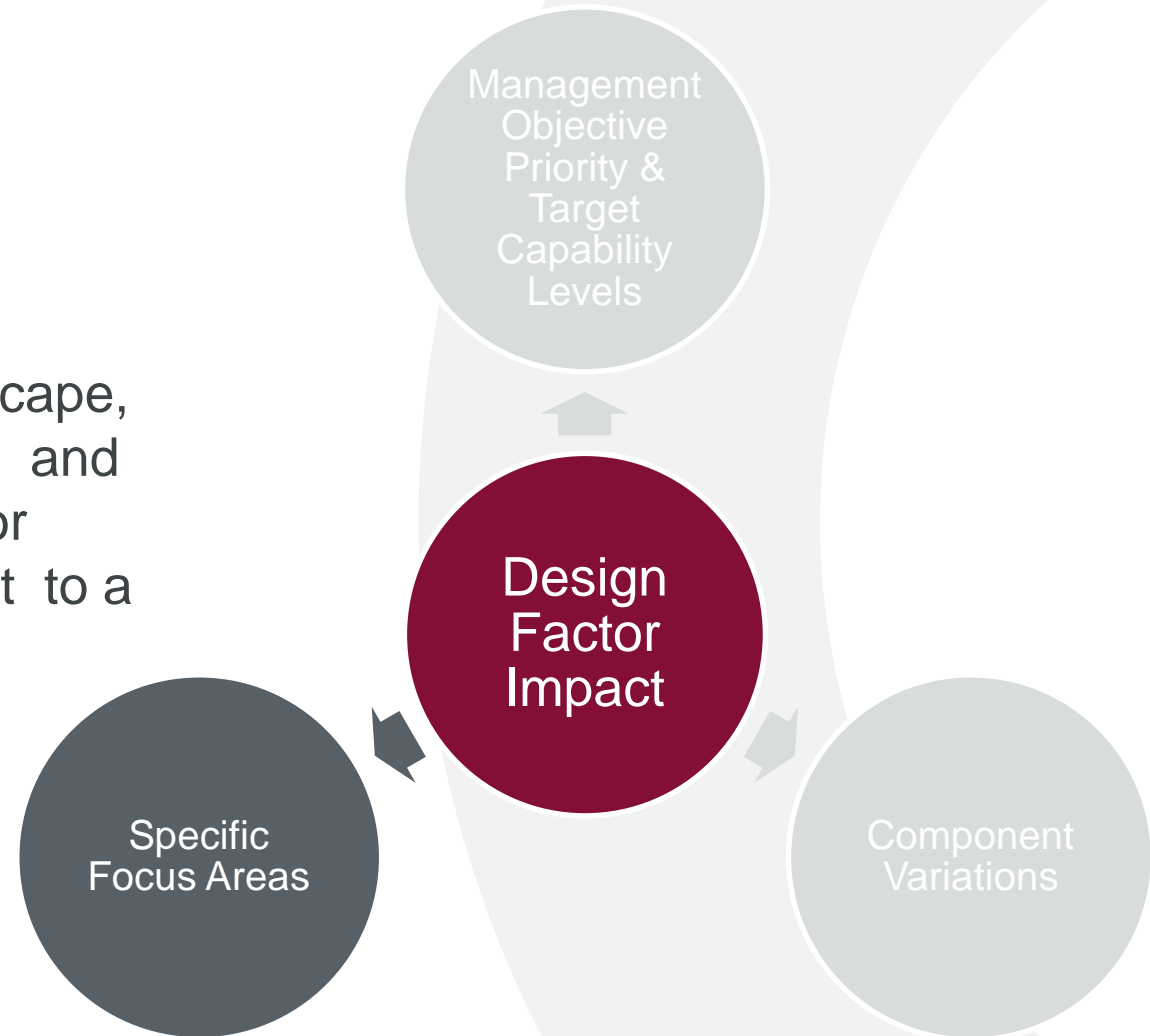 Management
Objective
Priority &
Target
Capability
Levels
cape,
and
or
t to a
Design
Factor
Impact
Specific
Focus Areas
Component
Variations